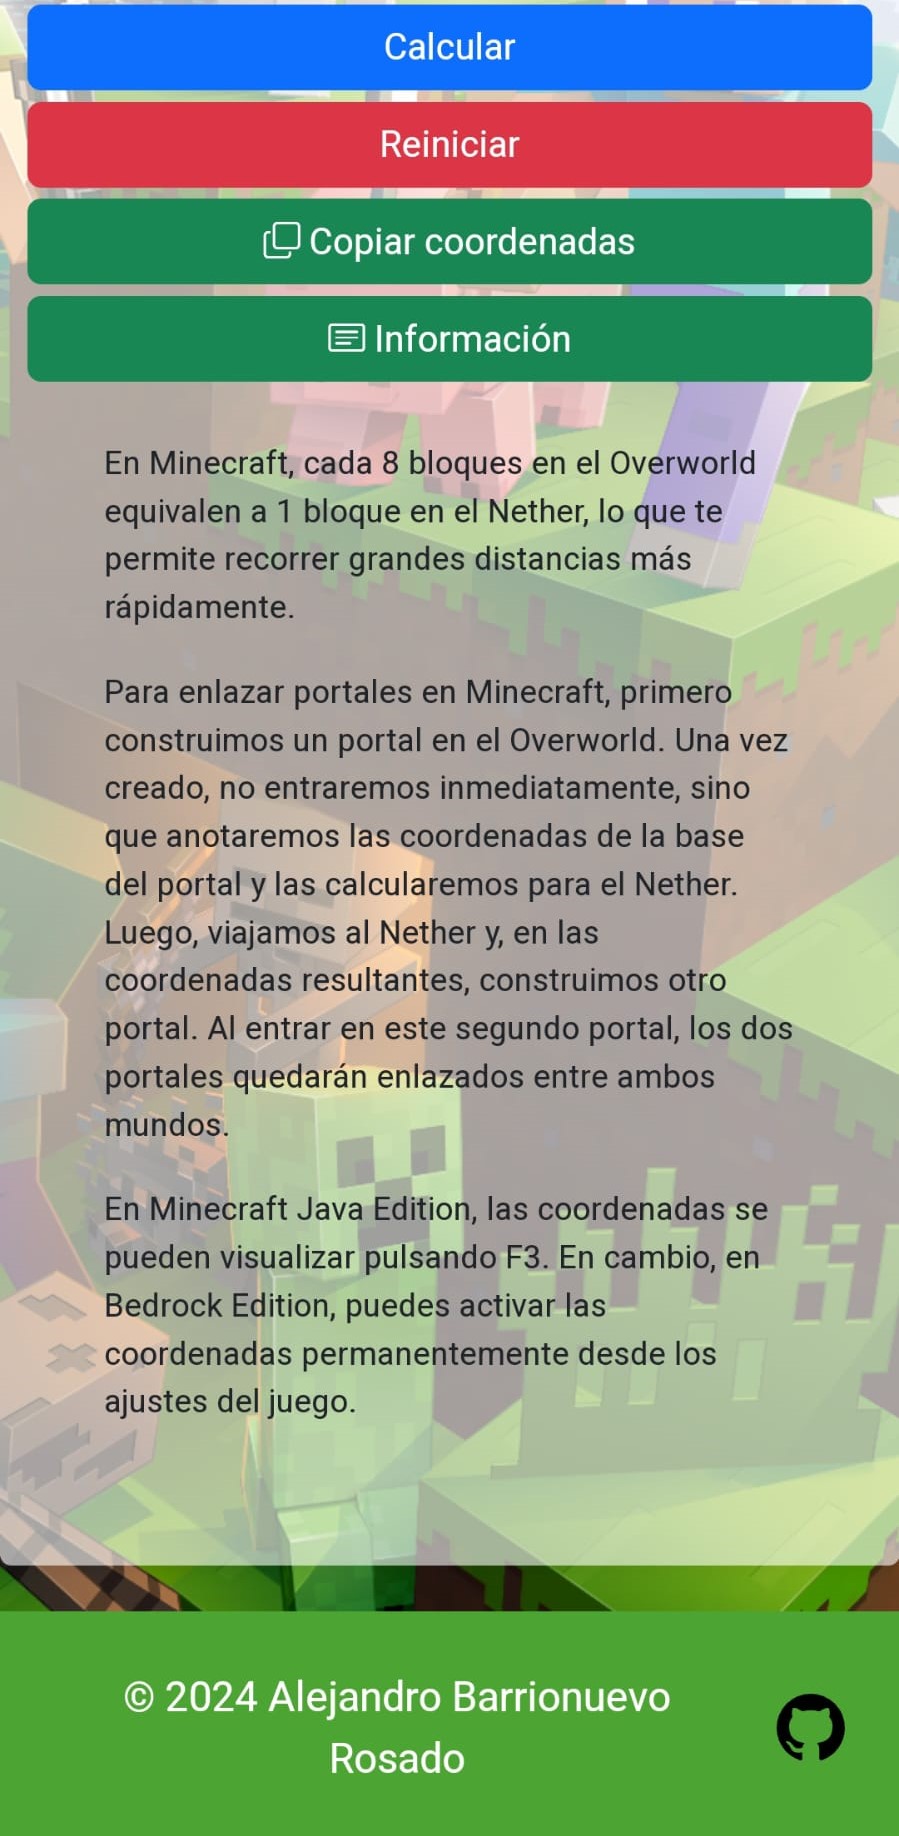 Calcular
Reiniciar
Copiar coordenadas
Información
En Minecraft, cada 8 bloques en el Overworld
equivalen a 1 bloque en el Nether, lo que te
permite recorrer grandes distancias más
rápidamente.
Para enlazar portales en Minecraft, primero
construimos un portal en el Overworld. Una vez
creado, no entraremos inmediatamente, sino
que anotaremos las coordenadas de la base
del portal y las calcularemos para el Nether.
Luego, viajamos al Nether y, en las
coordenadas resultantes, construimos otro
portal. Al entrar en este segundo portal, los dos
portales quedarán enlazados entre ambos
mundos.
En Minecraft Java Edition, las coordenadas se
pueden visualizar pulsando F3. En cambio, en
Bedrock Edition, puedes activar las
coordenadas permanentemente desde los
ajustes del juego.
© 2024 Alejandro Barrionuevo
Rosado